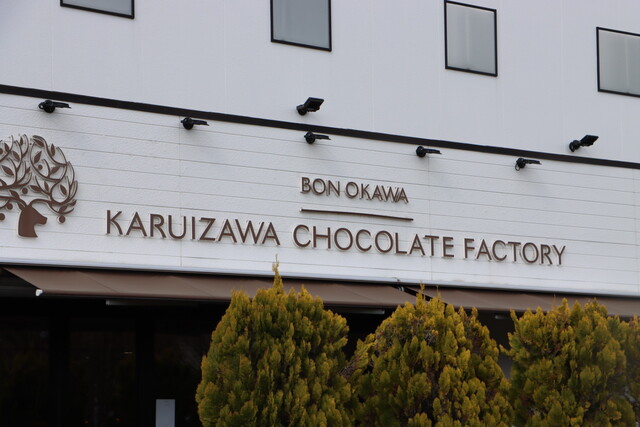 BON OKAWA
KARUIZAWA CHOCOLATE FACTORY